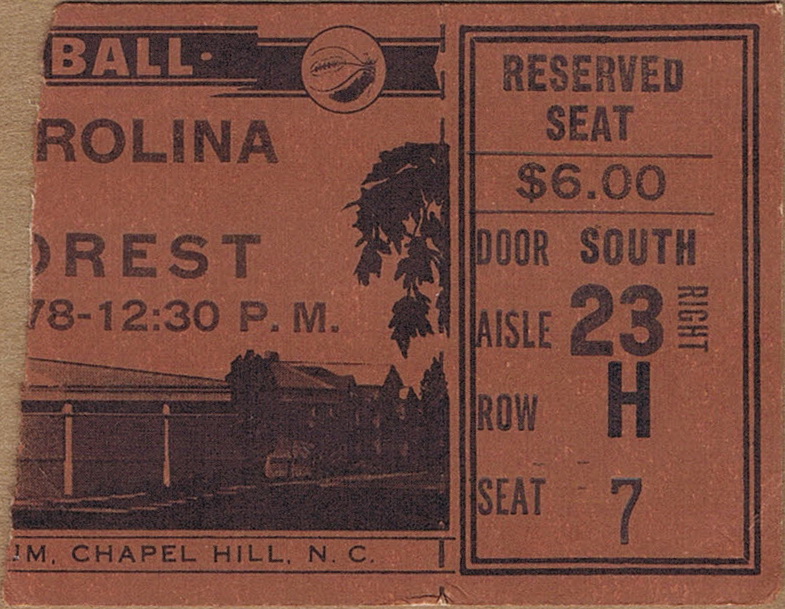 BALL·
ROLINA
OREST
78-12:30 P. M.
UM, CHAPEL HILL, N. C.
RESERVED
SEAT
$6.00
DOOR SOUTH
AISLE 23 RIGHT
ROW H
SEAT 7